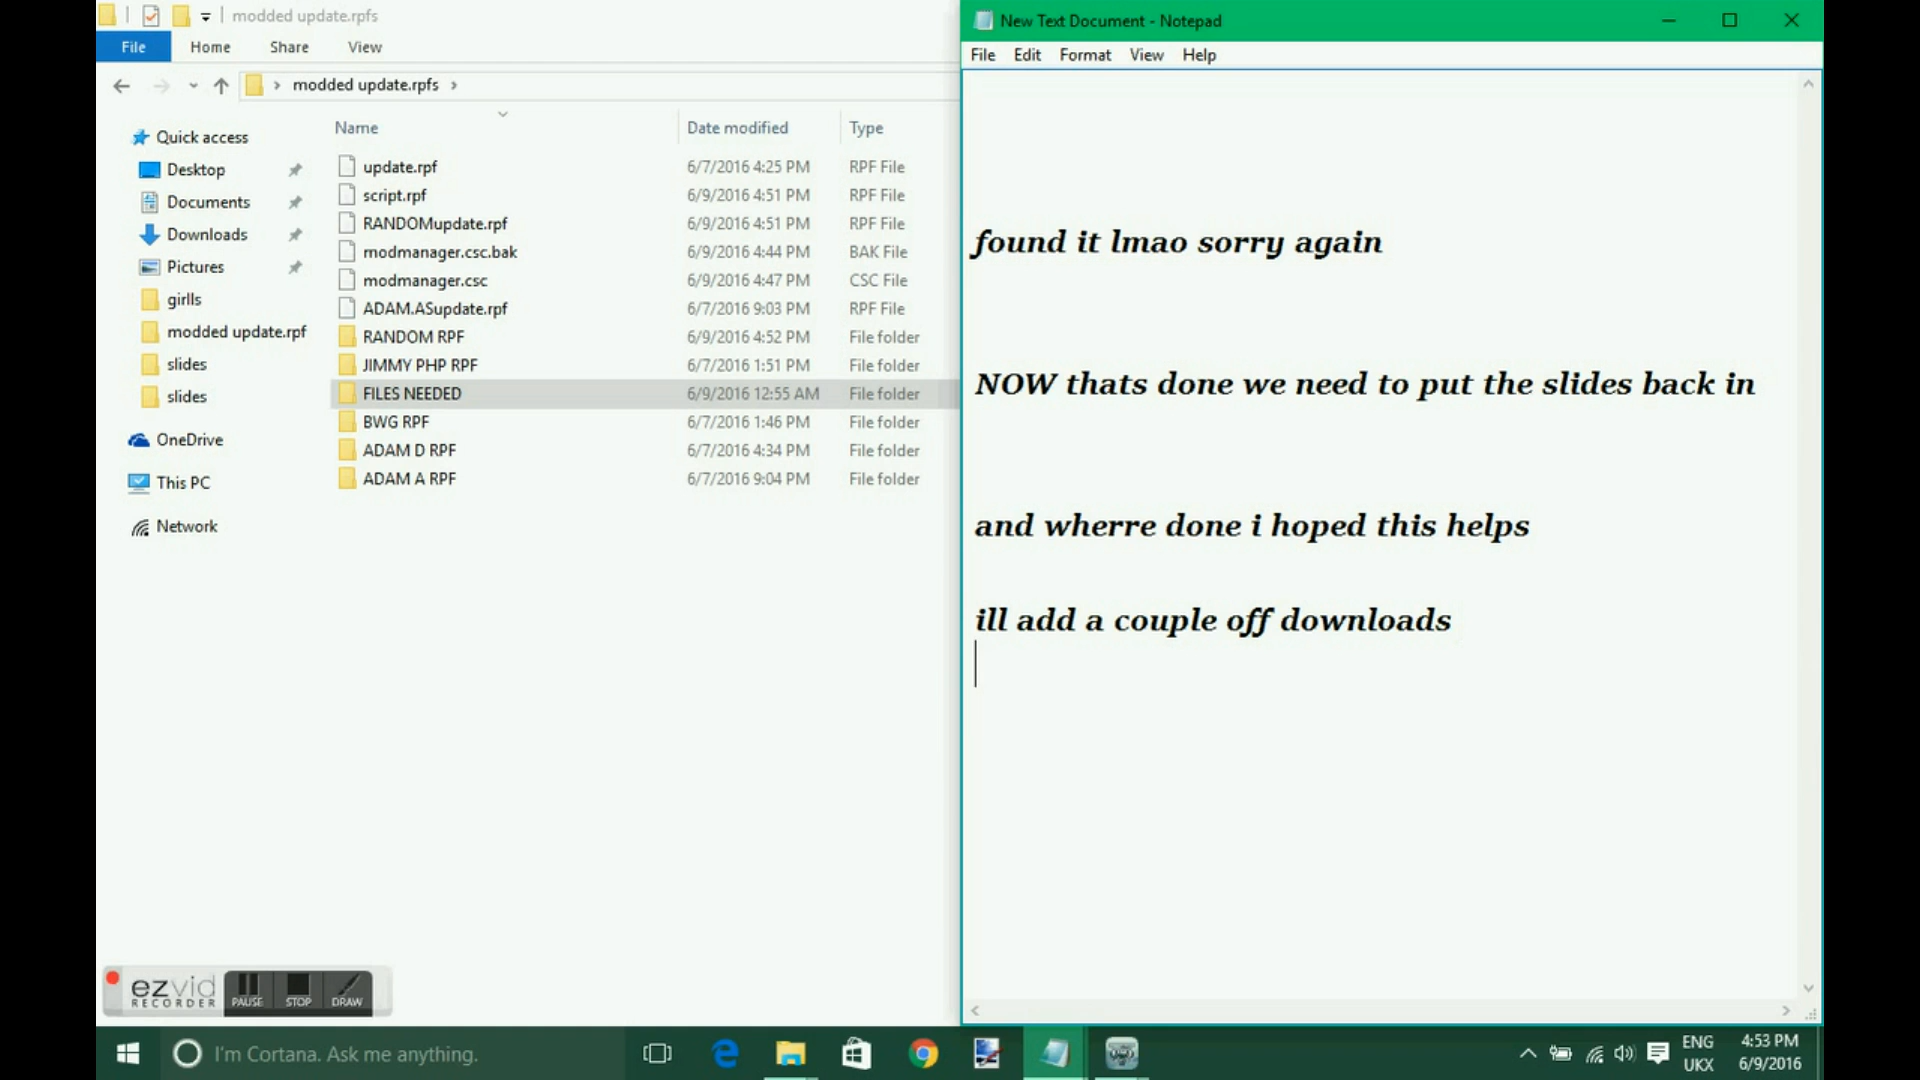 modded update.rpfs
File Home Share View
modded update.rpfs
Name Date modified Type
Quick access
Desktop
Documents
Downloads
Pictures
girlls
modded update.rpf
slides
slides
OneDrive
This PC
Network
update.rpf 6/7/2016 4:25 PM RPF File
script.rpf 6/9/2016 4:51 PM RPF File
RANDOMupdate.rpf 6/9/2016 4:51 PM RPF File
modmanager.csc.bak 6/9/2016 4:44 PM BAK File
modmanager.csc 6/9/2016 4:47 PM CSC File
ADAM.ASupdate.rpf 6/7/2016 9:03 PM RPF File
RANDOM RPF 6/9/2016 4:52 PM File folder
JIMMY PHP RPF 6/7/2016 1:51 PM File folder
FILES NEEDED 6/9/2016 12:55 AM File folder
BWG RPF 6/7/2016 1:46 PM File folder
ADAM D RPF 6/7/2016 4:34 PM File folder
ADAM A RPF 6/7/2016 9:04 PM File folder
New Text Document - Notepad
File Edit Format View Help
found it lmao sorry again
NOW thats done we need to put the slides back in
and wherre done i hoped this helps
ill add a couple off downloads
ezvid
RECORDER
PAUSE STOP DRAW
I'm Cortana. Ask me anything.
ENG
UKX
4:53 PM
6/9/2016